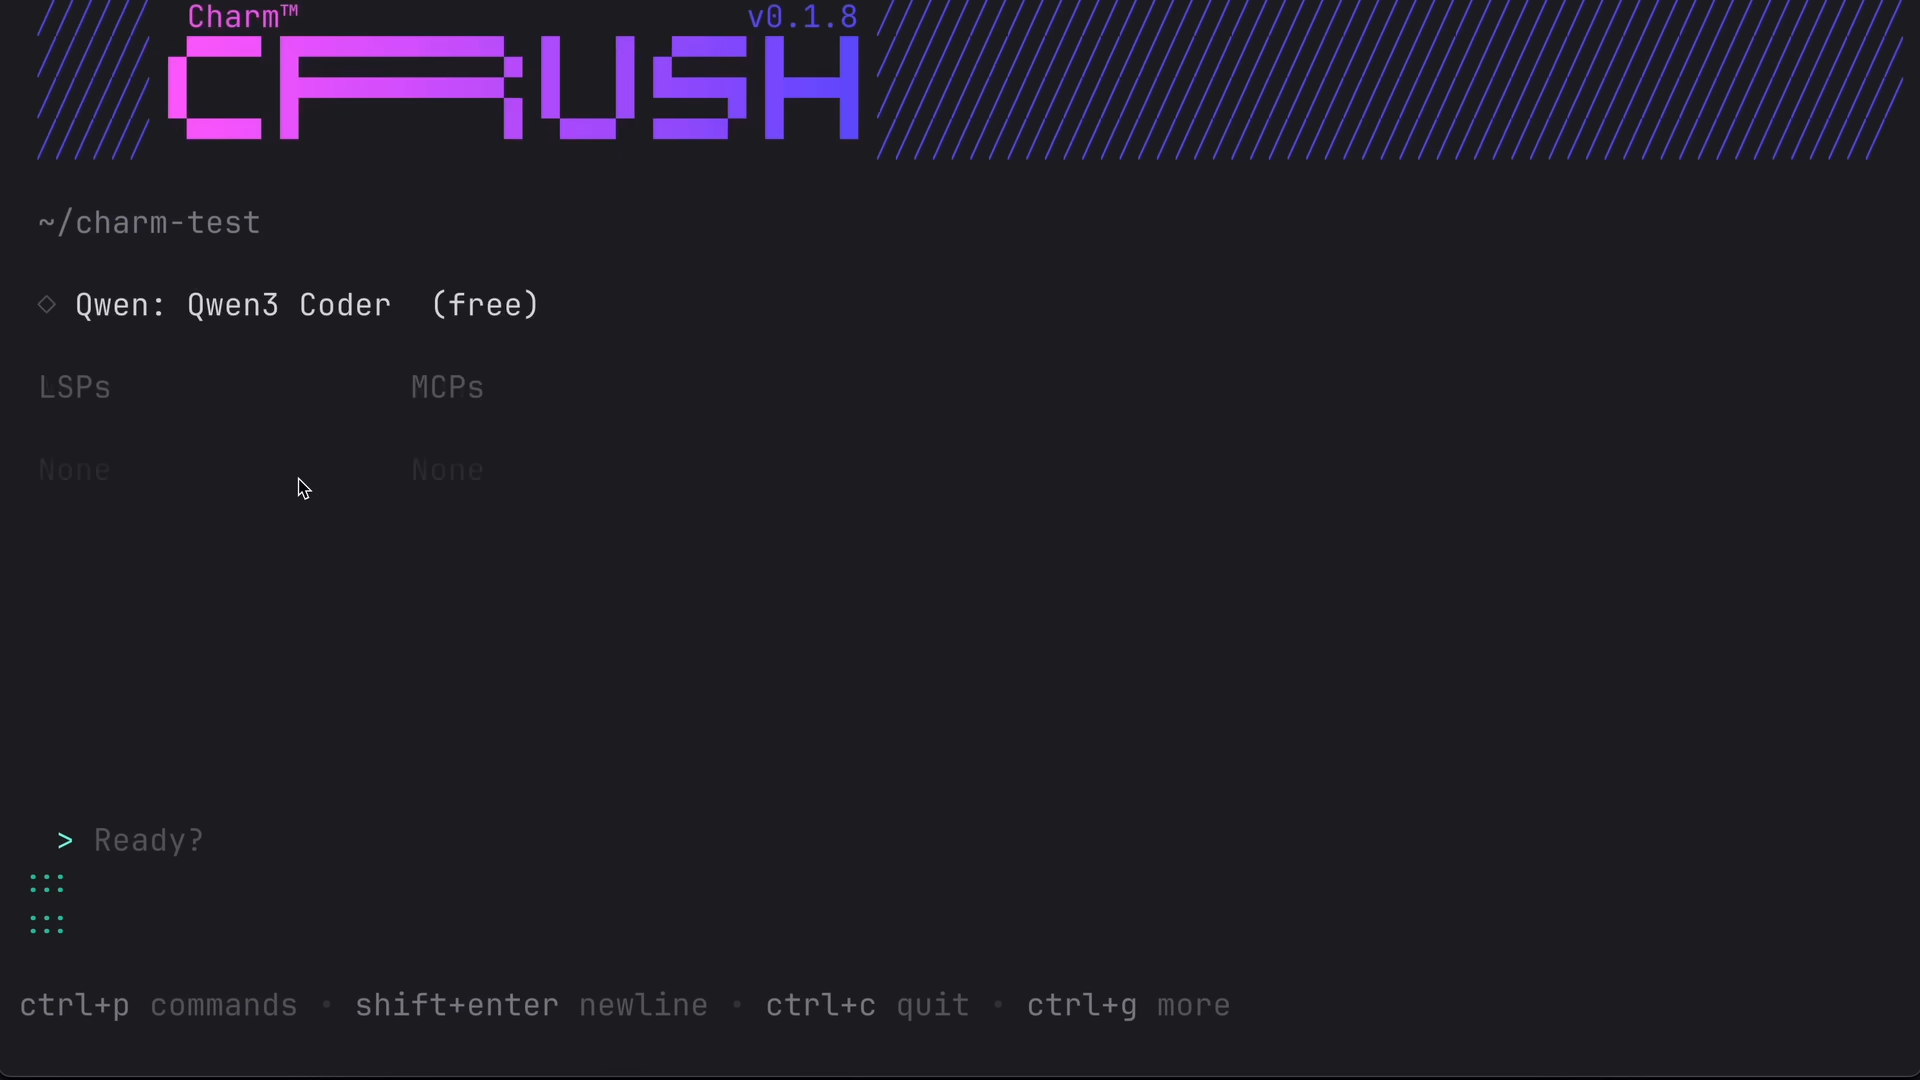 Charm™ v0.1.8
CRUSH
~/charm-test
◇ Qwen: Qwen3 Coder (free)
LSPs MCPs
None None
> Ready?
:::
:::
ctrl+p commands • shift+enter newline • ctrl+c quit • ctrl+g more